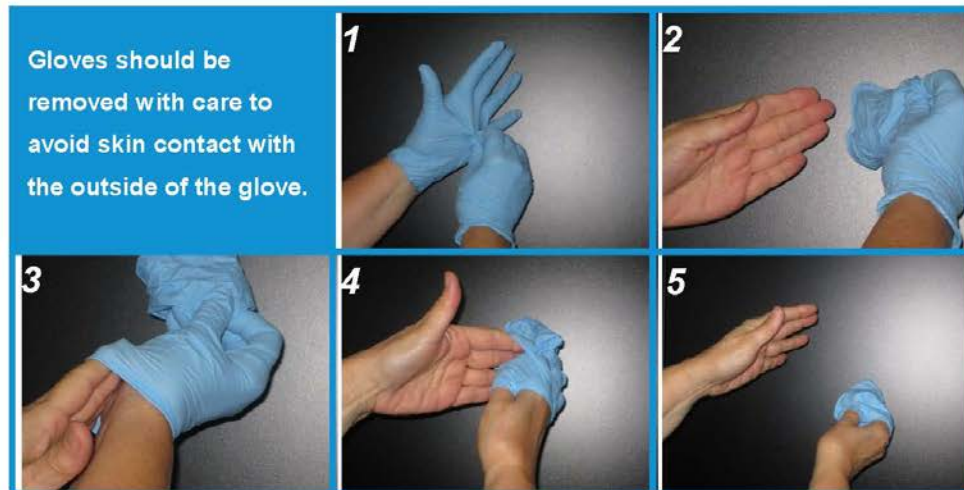 Gloves should be
removed with care to
avoid skin contact with
the outside of the glove.
1
2
3
4
5